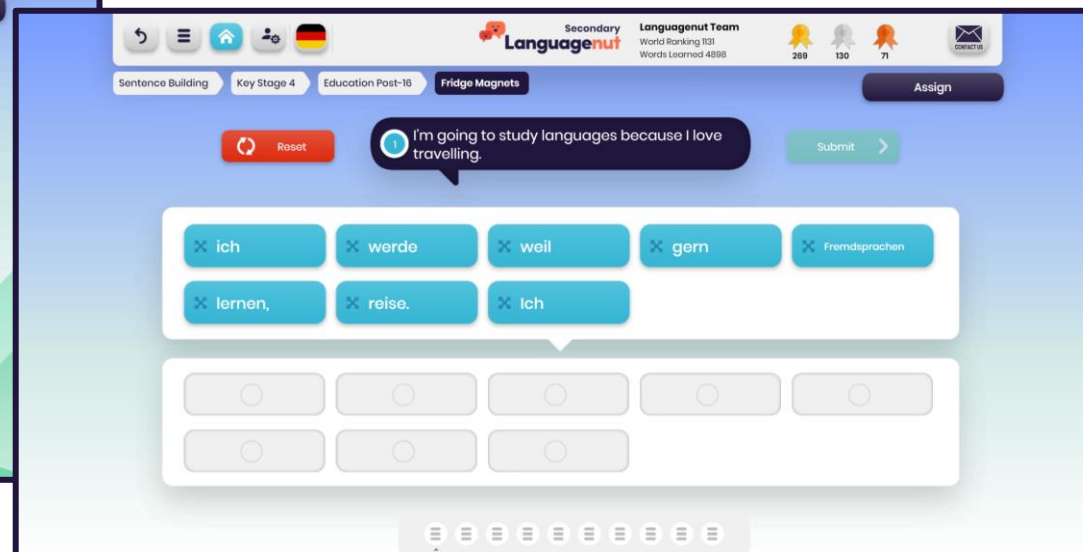 Secondary
Languagenut
Languagenut Team
World Ranking 1131
Words Learned 4898
269
130
71
CONTACT US
Sentence Building
Key Stage 4
Education Post-16
Fridge Magnets
Assign
Reset
1
I'm going to study languages because I love
travelling.
Submit
ich
werde
weil
gern
Fremdsprachen
lernen,
reise.
Ich